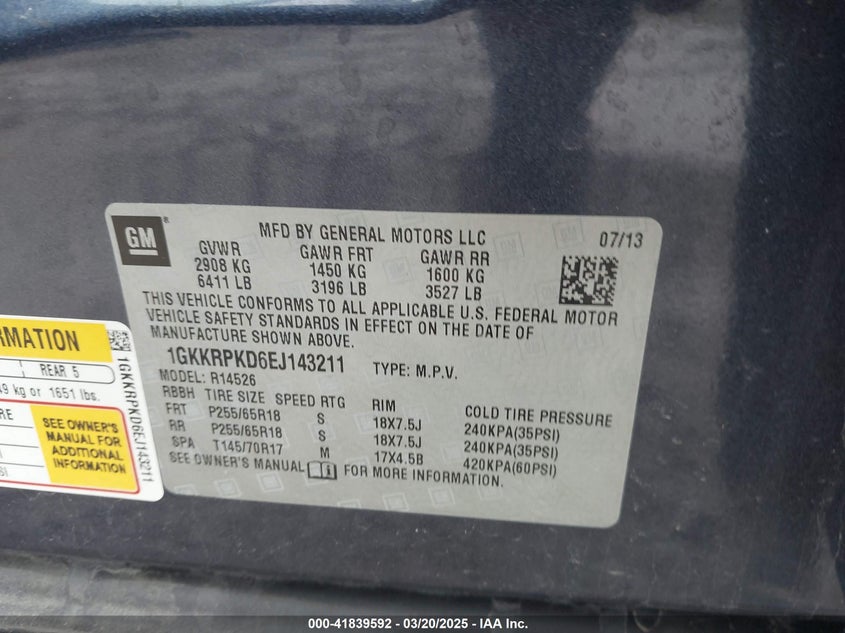 GM
MFD BY GENERAL MOTORS LLC 07/13
GVWR GAWR FRT GAWR RR
2908 KG 1450 KG 1600 KG
6411 LB 3196 LB 3527 LB
THIS VEHICLE CONFORMS TO ALL APPLICABLE U.S. FEDERAL MOTOR
VEHICLE SAFETY STANDARDS IN EFFECT ON THE DATE OF
MANUFACTURE SHOWN ABOVE.
1GKKRPKD6EJ143211 TYPE: M.P.V.
MODEL: R14526
RBBH TIRE SIZE SPEED RTG RIM COLD TIRE PRESSURE
FRT P255/65R18 S 18X7.5J 240KPA(35PSI)
RR P255/65R18 S 18X7.5J 240KPA(35PSI)
SPA T145/70R17 M 17X4.5B 420KPA(60PSI)
SEE OWNER'S MANUAL FOR MORE INFORMATION.
REAR 5
kg or 1651 lbs.
SEE OWNER'S
MANUAL FOR
ADDITIONAL
INFORMATION
1GKKRPKD6EJ143211
000-41839592 - 03/20/2025 - IAA Inc.